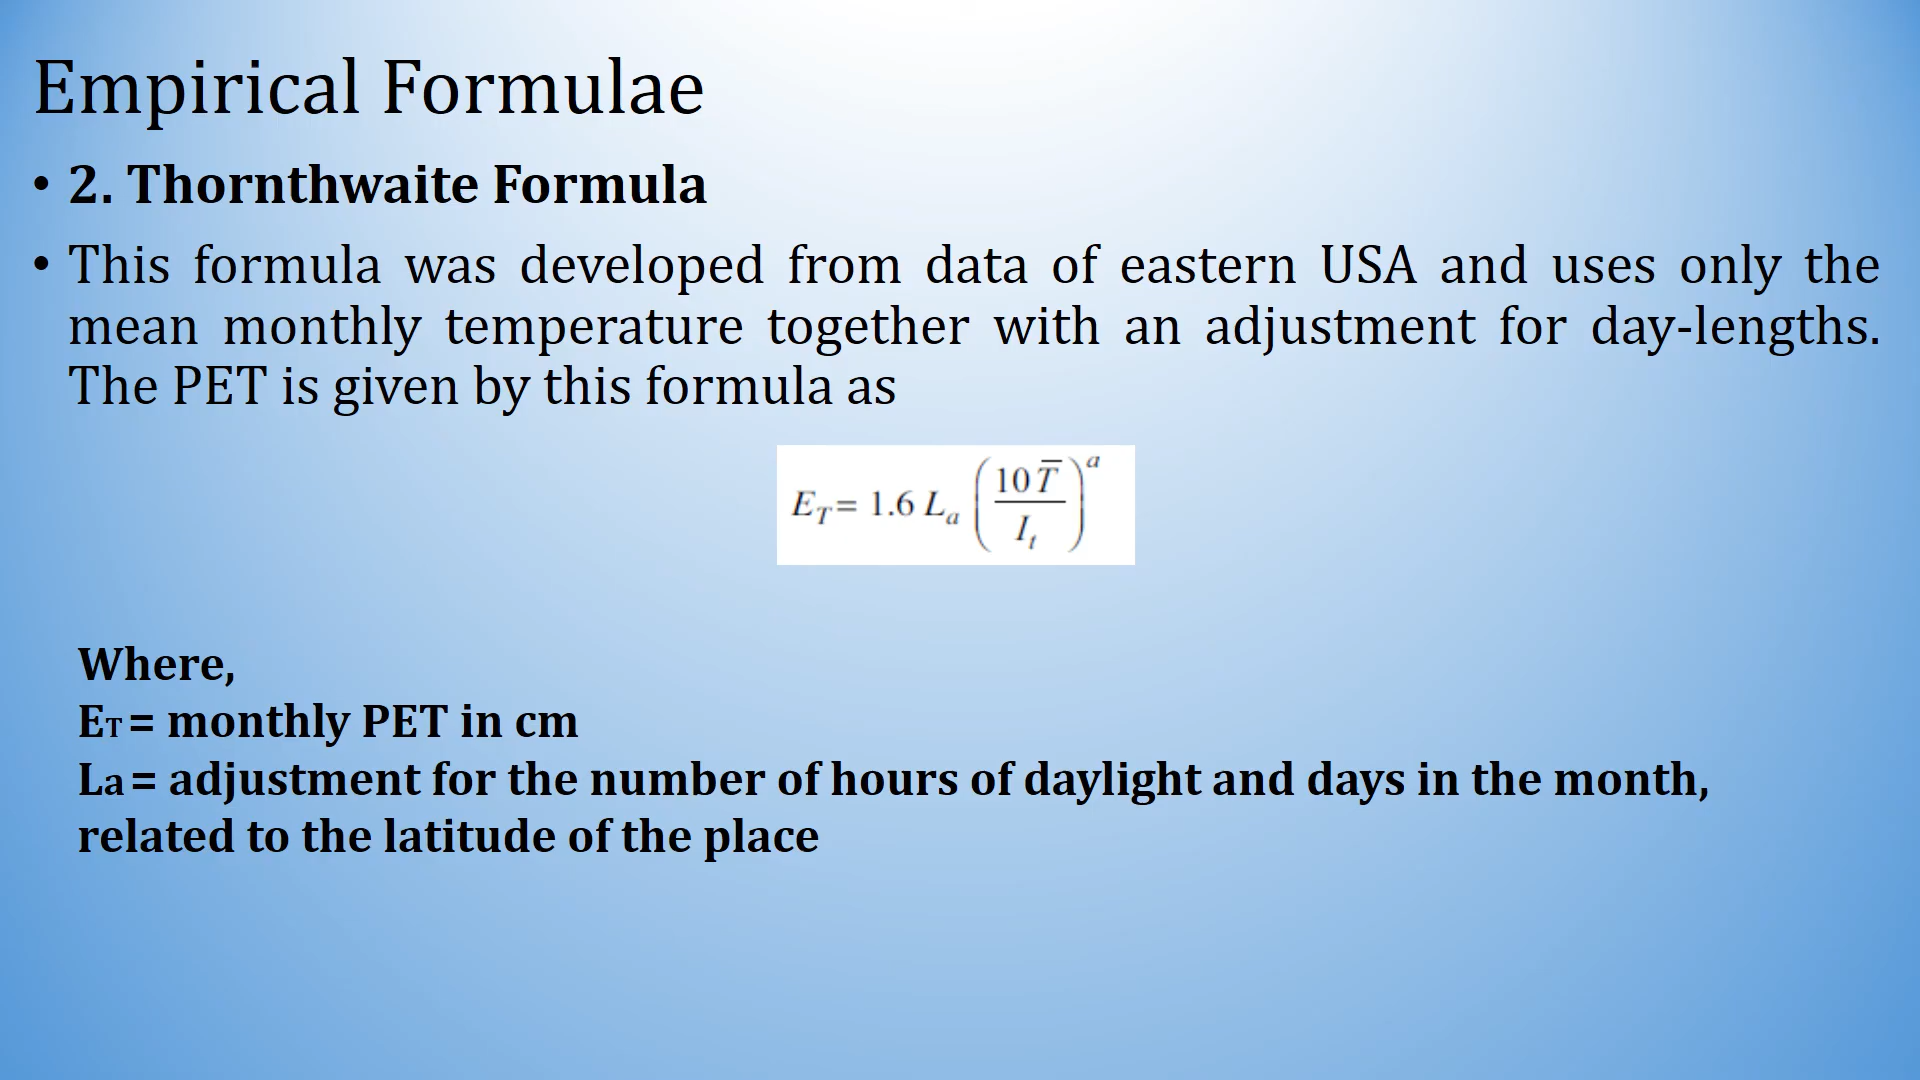 Empirical Formulae
• 2. Thornthwaite Formula
• This formula was developed from data of eastern USA and uses only the
mean monthly temperature together with an adjustment for day-lengths.
The PET is given by this formula as
E_T = 1.6 L_a (10 T̅ / I_t)^a
Where,
ET = monthly PET in cm
La = adjustment for the number of hours of daylight and days in the month,
related to the latitude of the place